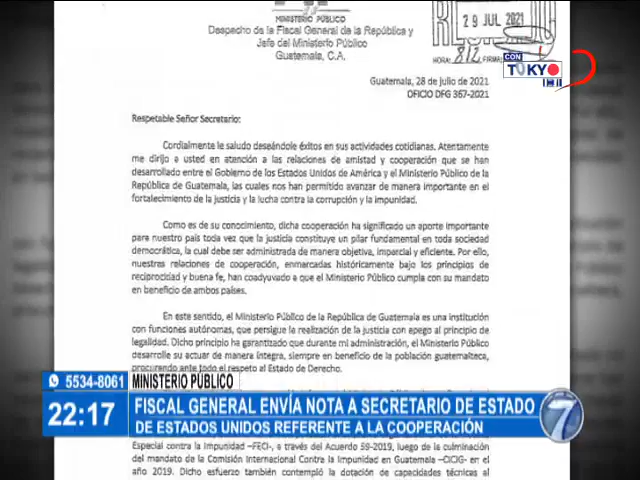 MINISTERIO PÚBLICO
Despacho de Fiscal General de la República y
Jefe del Ministerio Público
Guatemala, C.A.
29 JUL 2021
HORA: 8/2 FIRMA:
CON
TOKYO
Guatemala, 28 de julio de 2021
OFICIO DFG 367-2021
Respetable Señor Secretario:
Cordialmente le saludo deseándole éxitos en sus actividades cotidianas. Atentamente
me dirijo a usted en atención a las relaciones de amistad y cooperación que se han
desarrollado entre el Gobierno de los Estados Unidos de América y el Ministerio Público de la
República de Guatemala, las cuales nos han permitido avanzar de manera importante en el
fortalecimiento de la justicia y la lucha contra la corrupción y la impunidad.
Como es de su conocimiento, dicha cooperación ha significado un aporte importante
para nuestro país toda vez que la justicia constituye un pilar fundamental en toda sociedad
democrática, la cual debe ser administrada de manera objetiva, imparcial y eficiente. Por ello,
nuestras relaciones de cooperación, enmarcadas históricamente bajo los principios de
reciprocidad y buena fe, han coadyuvado a que el Ministerio Público cumpla con su mandato
en beneficio de ambos países.
En este sentido, el Ministerio Público de la República de Guatemala es una institución
con funciones autónomas, que persigue la realización de la justicia con apego al principio de
legalidad. Dicho principio ha garantizado que durante mi administración, el Ministerio Público
desarrolle su actuar de manera íntegra, siempre en beneficio de la población guatemalteca,
procurando ante todo el respeto al Estado de Derecho.
5534-8061
MINISTERIO PÚBLICO
22:17
FISCAL GENERAL ENVÍA NOTA A SECRETARIO DE ESTADO
DE ESTADOS UNIDOS REFERENTE A LA COOPERACIÓN
7
Especial contra la Impunidad -FECI-, a través del Acuerdo 59-2019, luego de la culminación
del mandato de la Comisión Internacional Contra la Impunidad en Guatemala -CICIG- en el
año 2019. Dicho esfuerzo también contempló la dotación de capacidades técnicas al